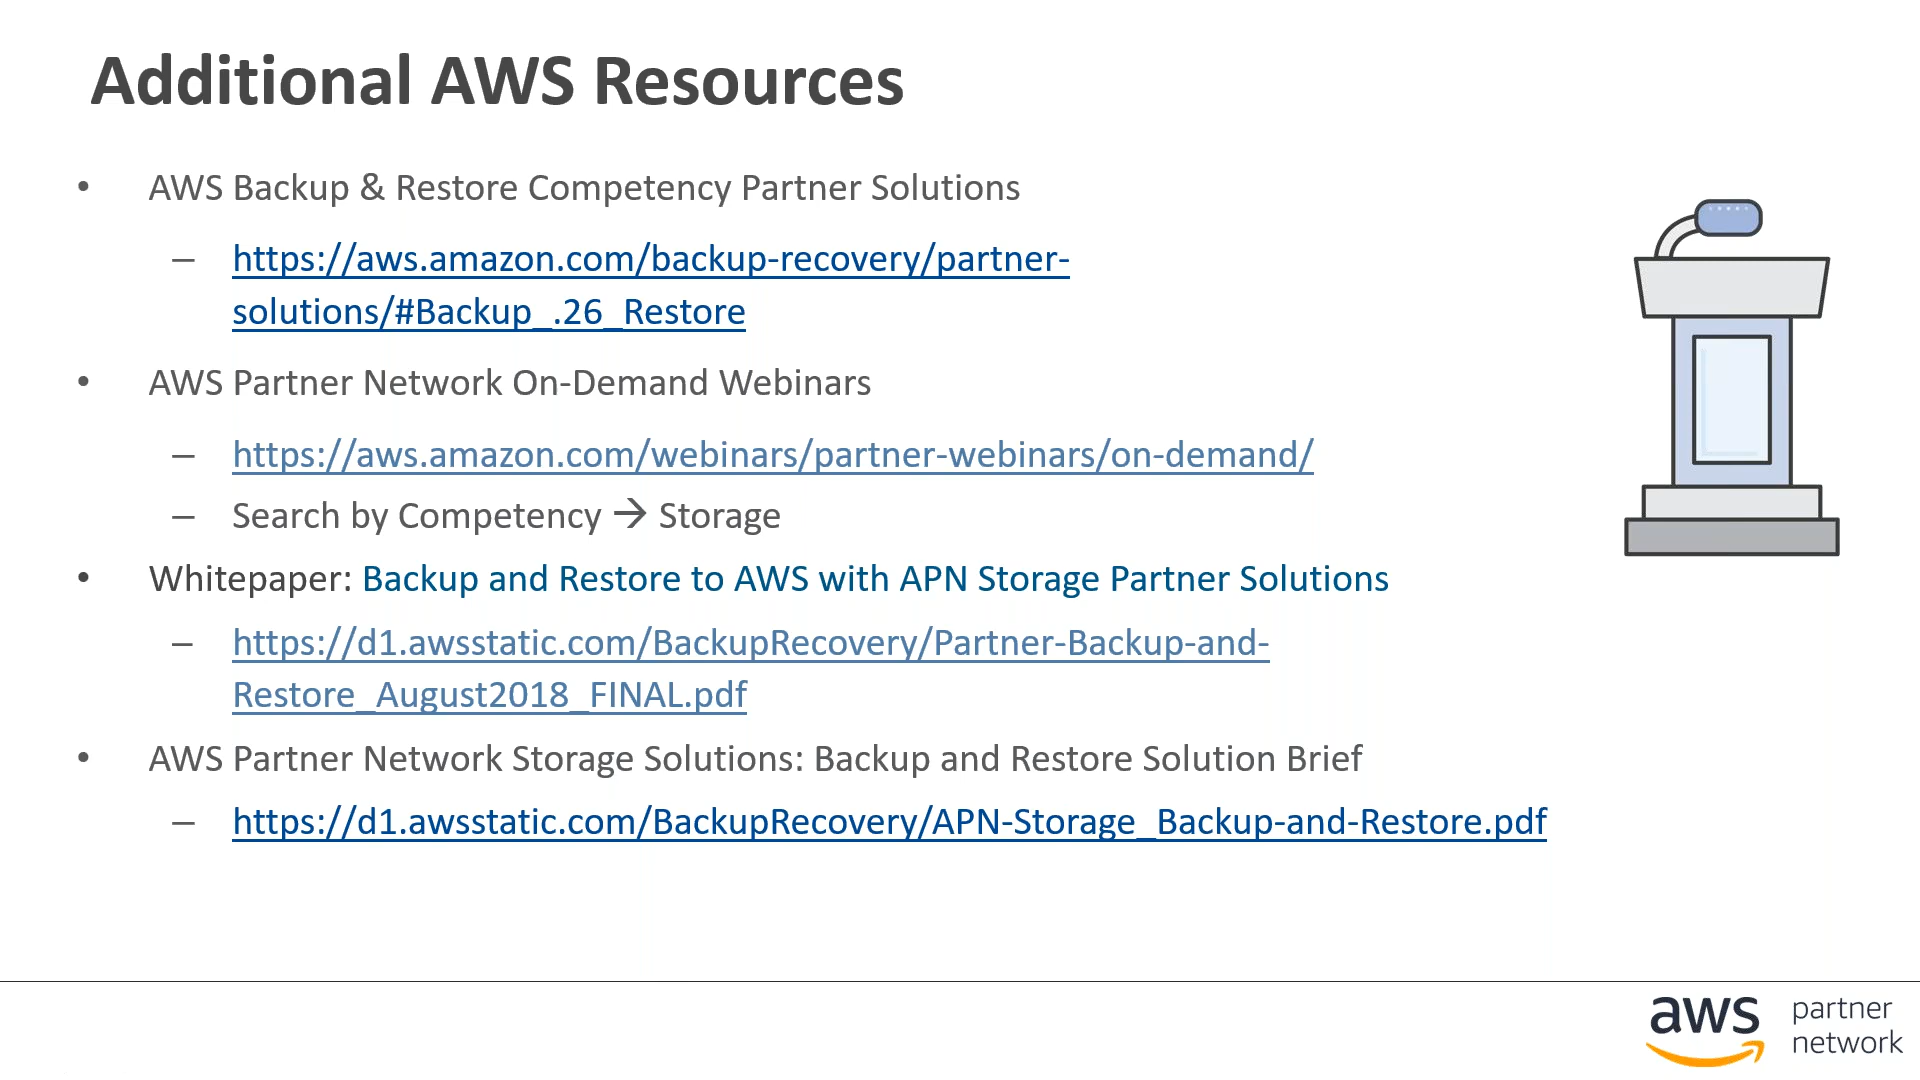 Additional AWS Resources
• AWS Backup & Restore Competency Partner Solutions
– https://aws.amazon.com/backup-recovery/partner-
solutions/#Backup_.26_Restore
• AWS Partner Network On-Demand Webinars
– https://aws.amazon.com/webinars/partner-webinars/on-demand/
– Search by Competency → Storage
• Whitepaper: Backup and Restore to AWS with APN Storage Partner Solutions
– https://d1.awsstatic.com/BackupRecovery/Partner-Backup-and-
Restore_August2018_FINAL.pdf
• AWS Partner Network Storage Solutions: Backup and Restore Solution Brief
– https://d1.awsstatic.com/BackupRecovery/APN-Storage_Backup-and-Restore.pdf
aws partner
network